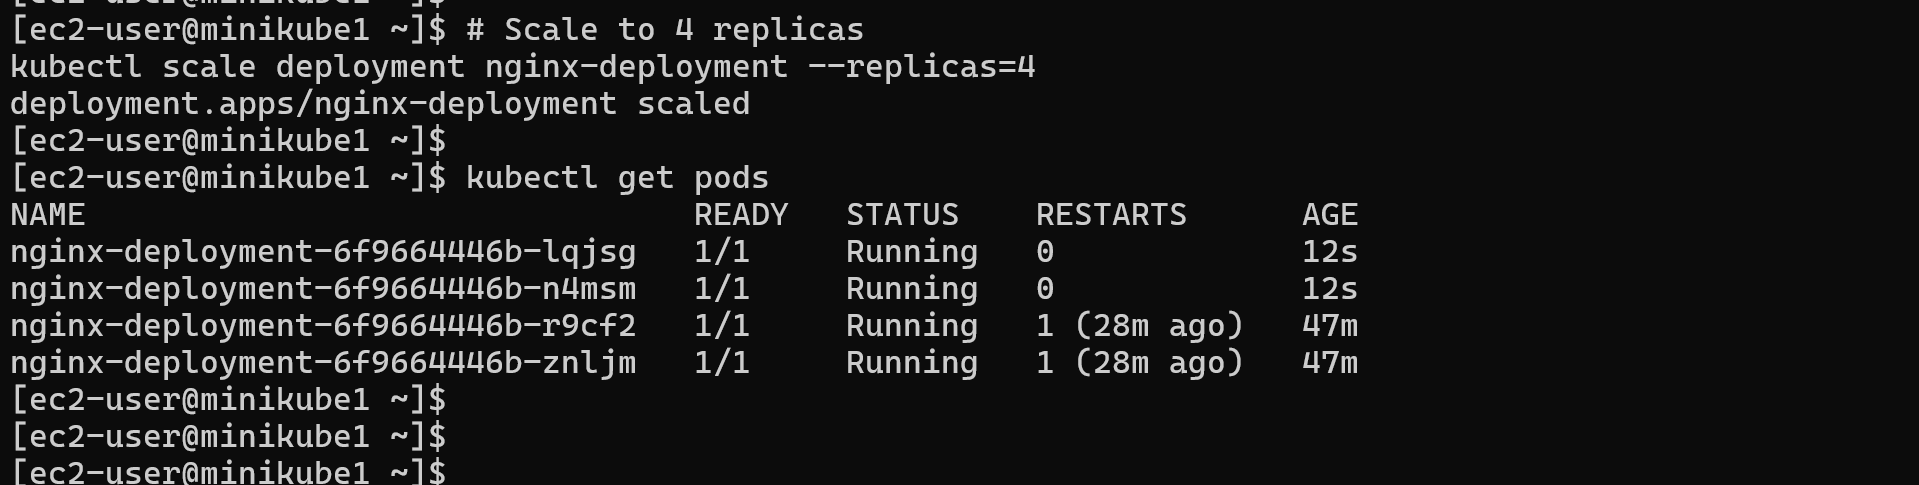 [ec2-user@minikube1 ~]$
[ec2-user@minikube1 ~]$ # Scale to 4 replicas
kubectl scale deployment nginx-deployment --replicas=4
deployment.apps/nginx-deployment scaled
[ec2-user@minikube1 ~]$
[ec2-user@minikube1 ~]$ kubectl get pods
NAME                                READY   STATUS    RESTARTS      AGE
nginx-deployment-6f9664446b-lqjsg   1/1     Running   0             12s
nginx-deployment-6f9664446b-n4msm   1/1     Running   0             12s
nginx-deployment-6f9664446b-r9cf2   1/1     Running   1 (28m ago)   47m
nginx-deployment-6f9664446b-znljm   1/1     Running   1 (28m ago)   47m
[ec2-user@minikube1 ~]$
[ec2-user@minikube1 ~]$
[ec2-user@minikube1 ~]$